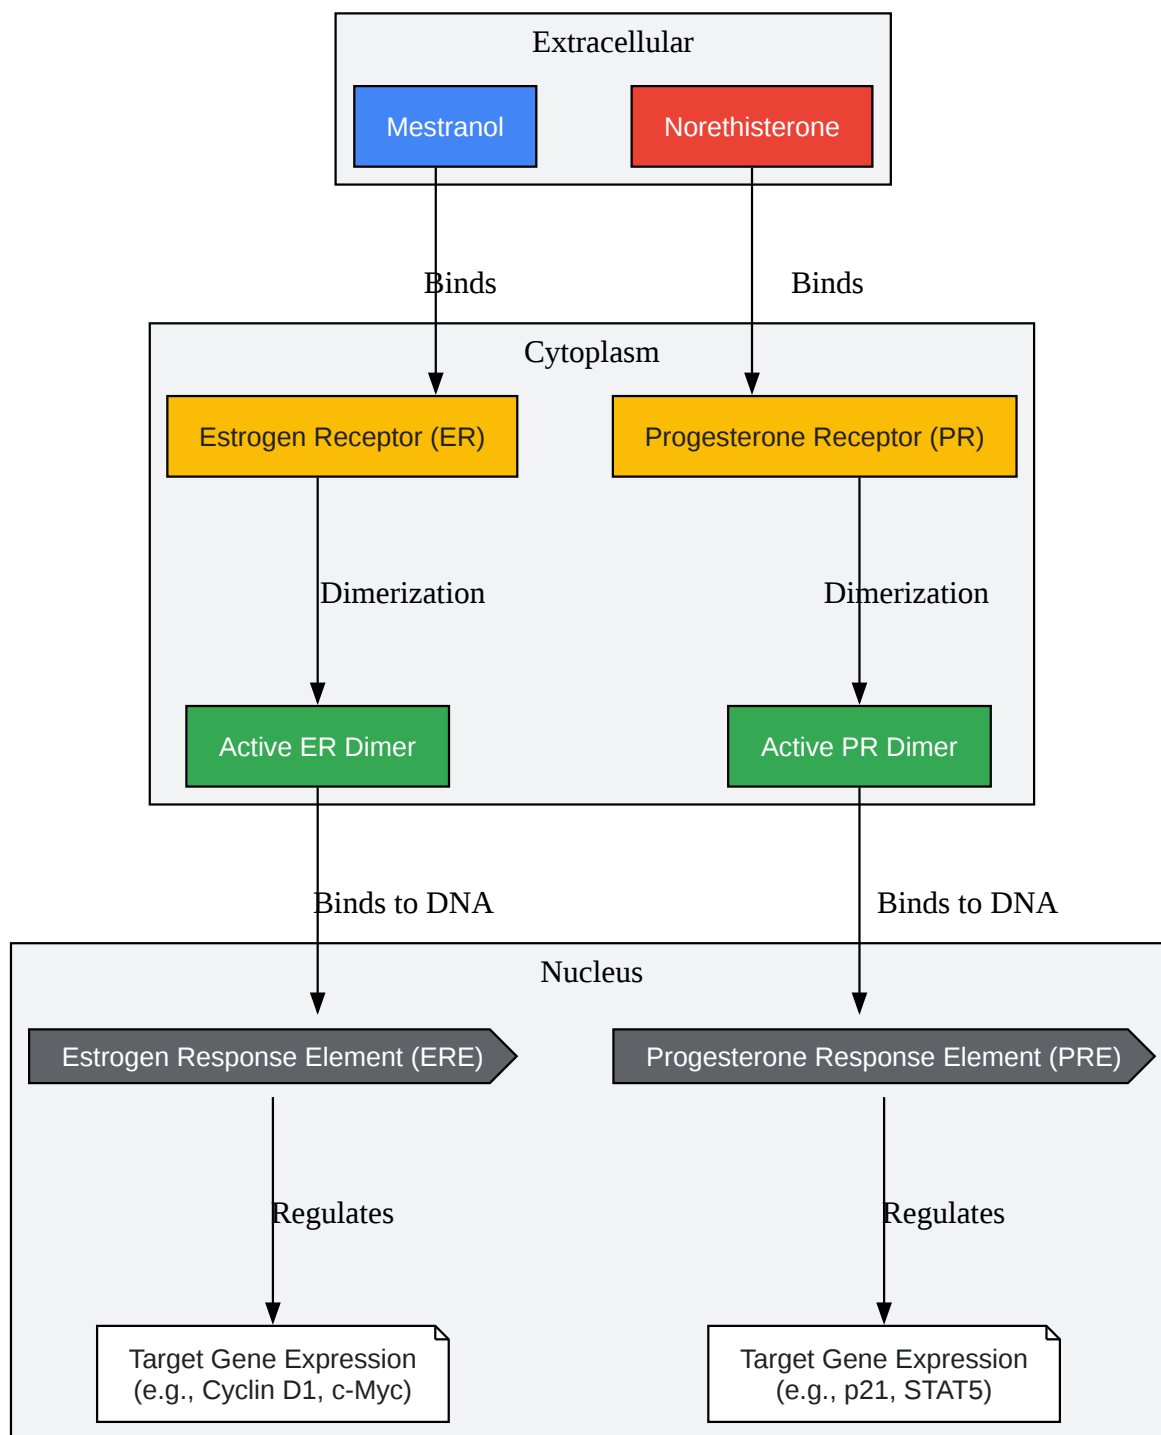 Extracellular
Mestranol
Norethisterone
Binds
Binds
Cytoplasm
Estrogen Receptor (ER)
Progesterone Receptor (PR)
Dimerization
Dimerization
Active ER Dimer
Active PR Dimer
Binds to DNA
Binds to DNA
Nucleus
Estrogen Response Element (ERE)
Progesterone Response Element (PRE)
Regulates
Regulates
Target Gene Expression
(e.g., Cyclin D1, c-Myc)
Target Gene Expression
(e.g., p21, STAT5)